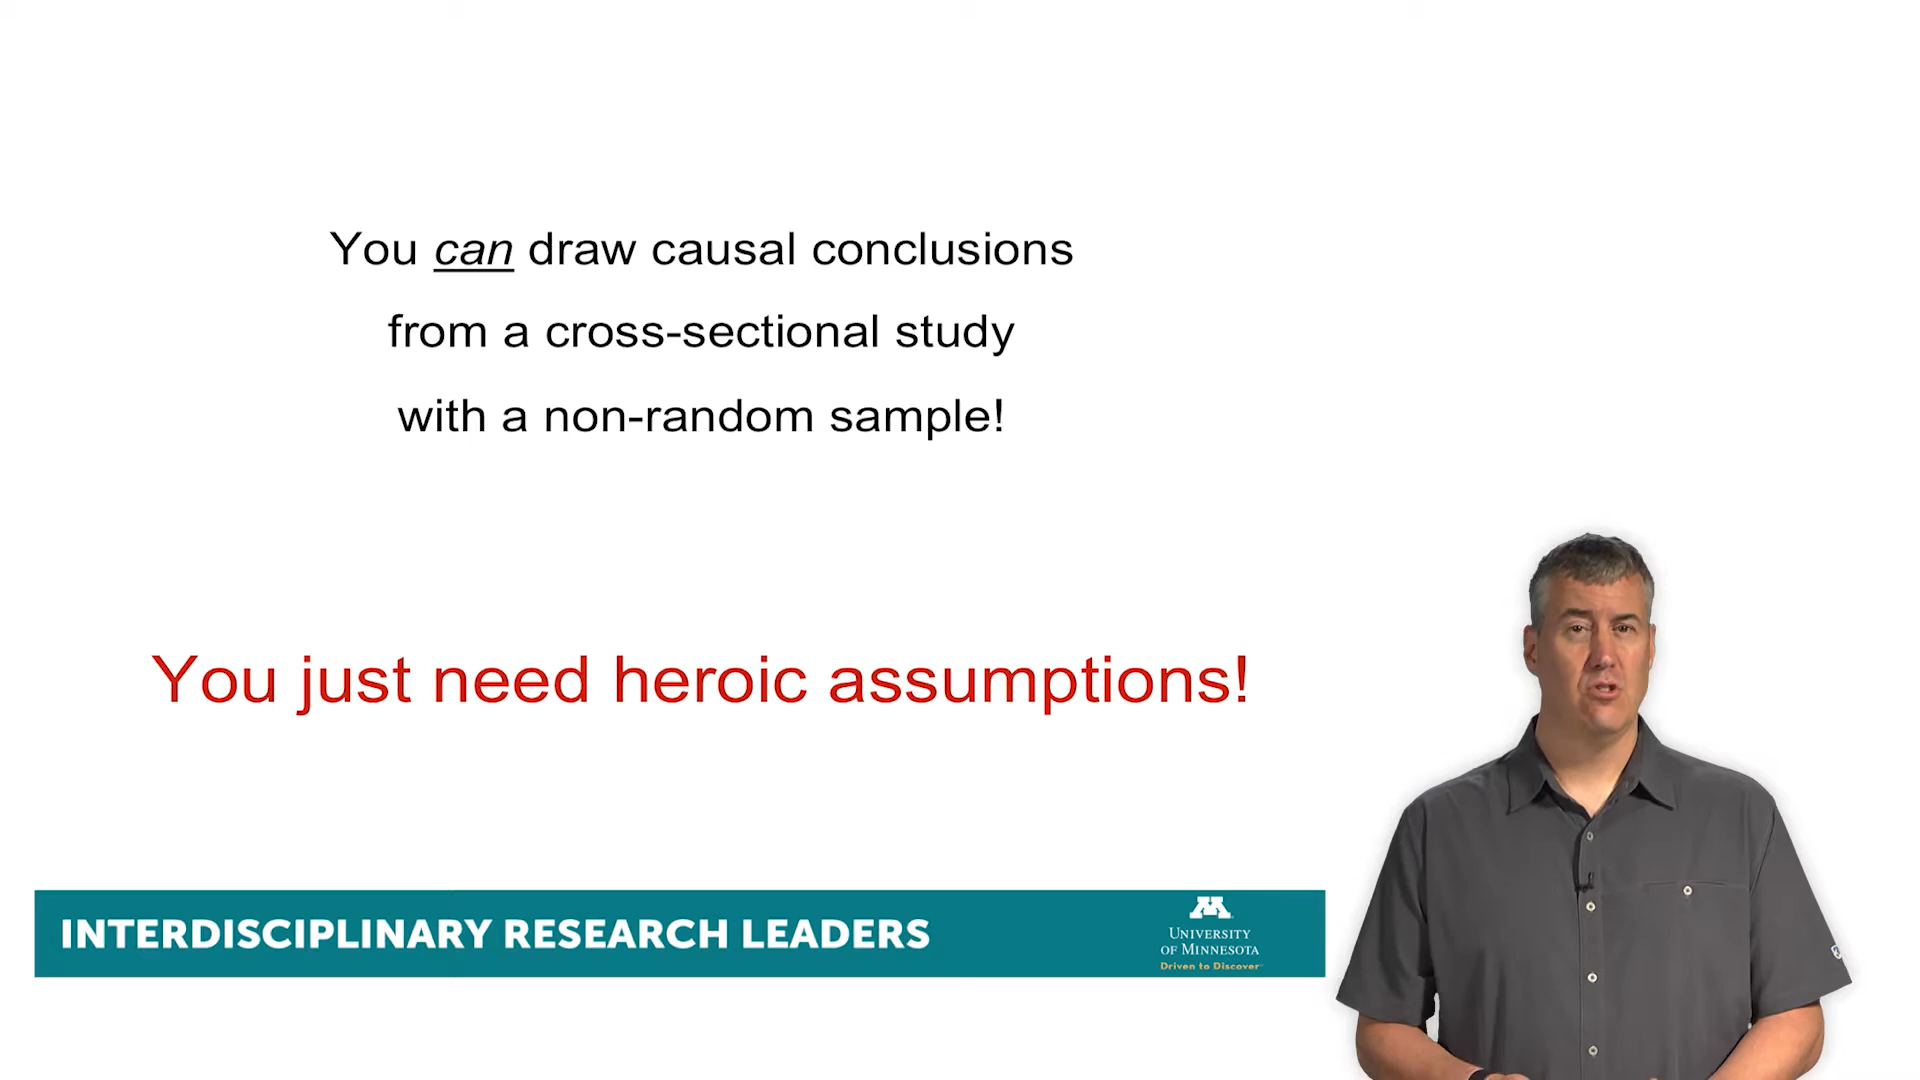 You can draw causal conclusions
from a cross-sectional study
with a non-random sample!
You just need heroic assumptions!
INTERDISCIPLINARY RESEARCH LEADERS
M
UNIVERSITY
OF MINNESOTA
Driven to Discover